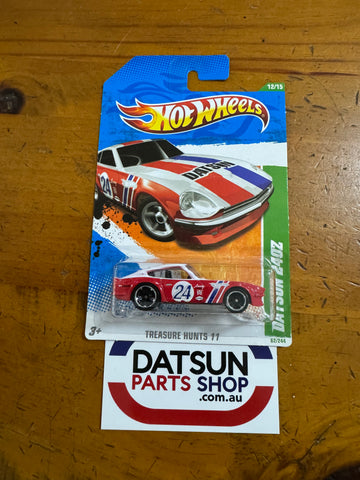 12/15
HOT WHEELS
DATSUN
24
DATSUN 240Z
24
3+
TREASURE HUNTS 11
62/244
DATSUN
PARTS SHOP
.com.au